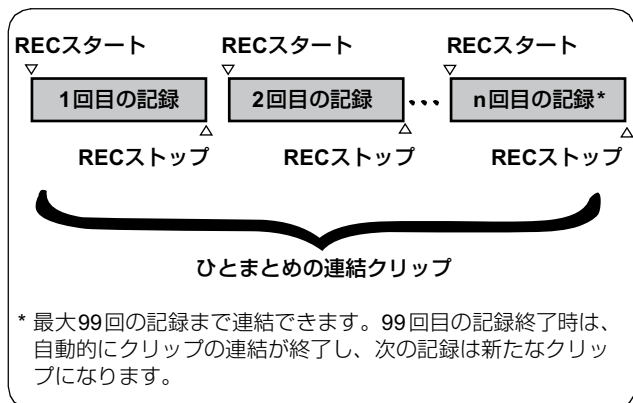 RECスタート RECスタート RECスタート
1回目の記録 2回目の記録 ••• n回目の記録*
RECストップ RECストップ RECストップ
ひとまとめの連結クリップ
* 最大99回の記録まで連結できます。99回目の記録終了時は、
自動的にクリップの連結が終了し、次の記録は新たなクリッ
プになります。